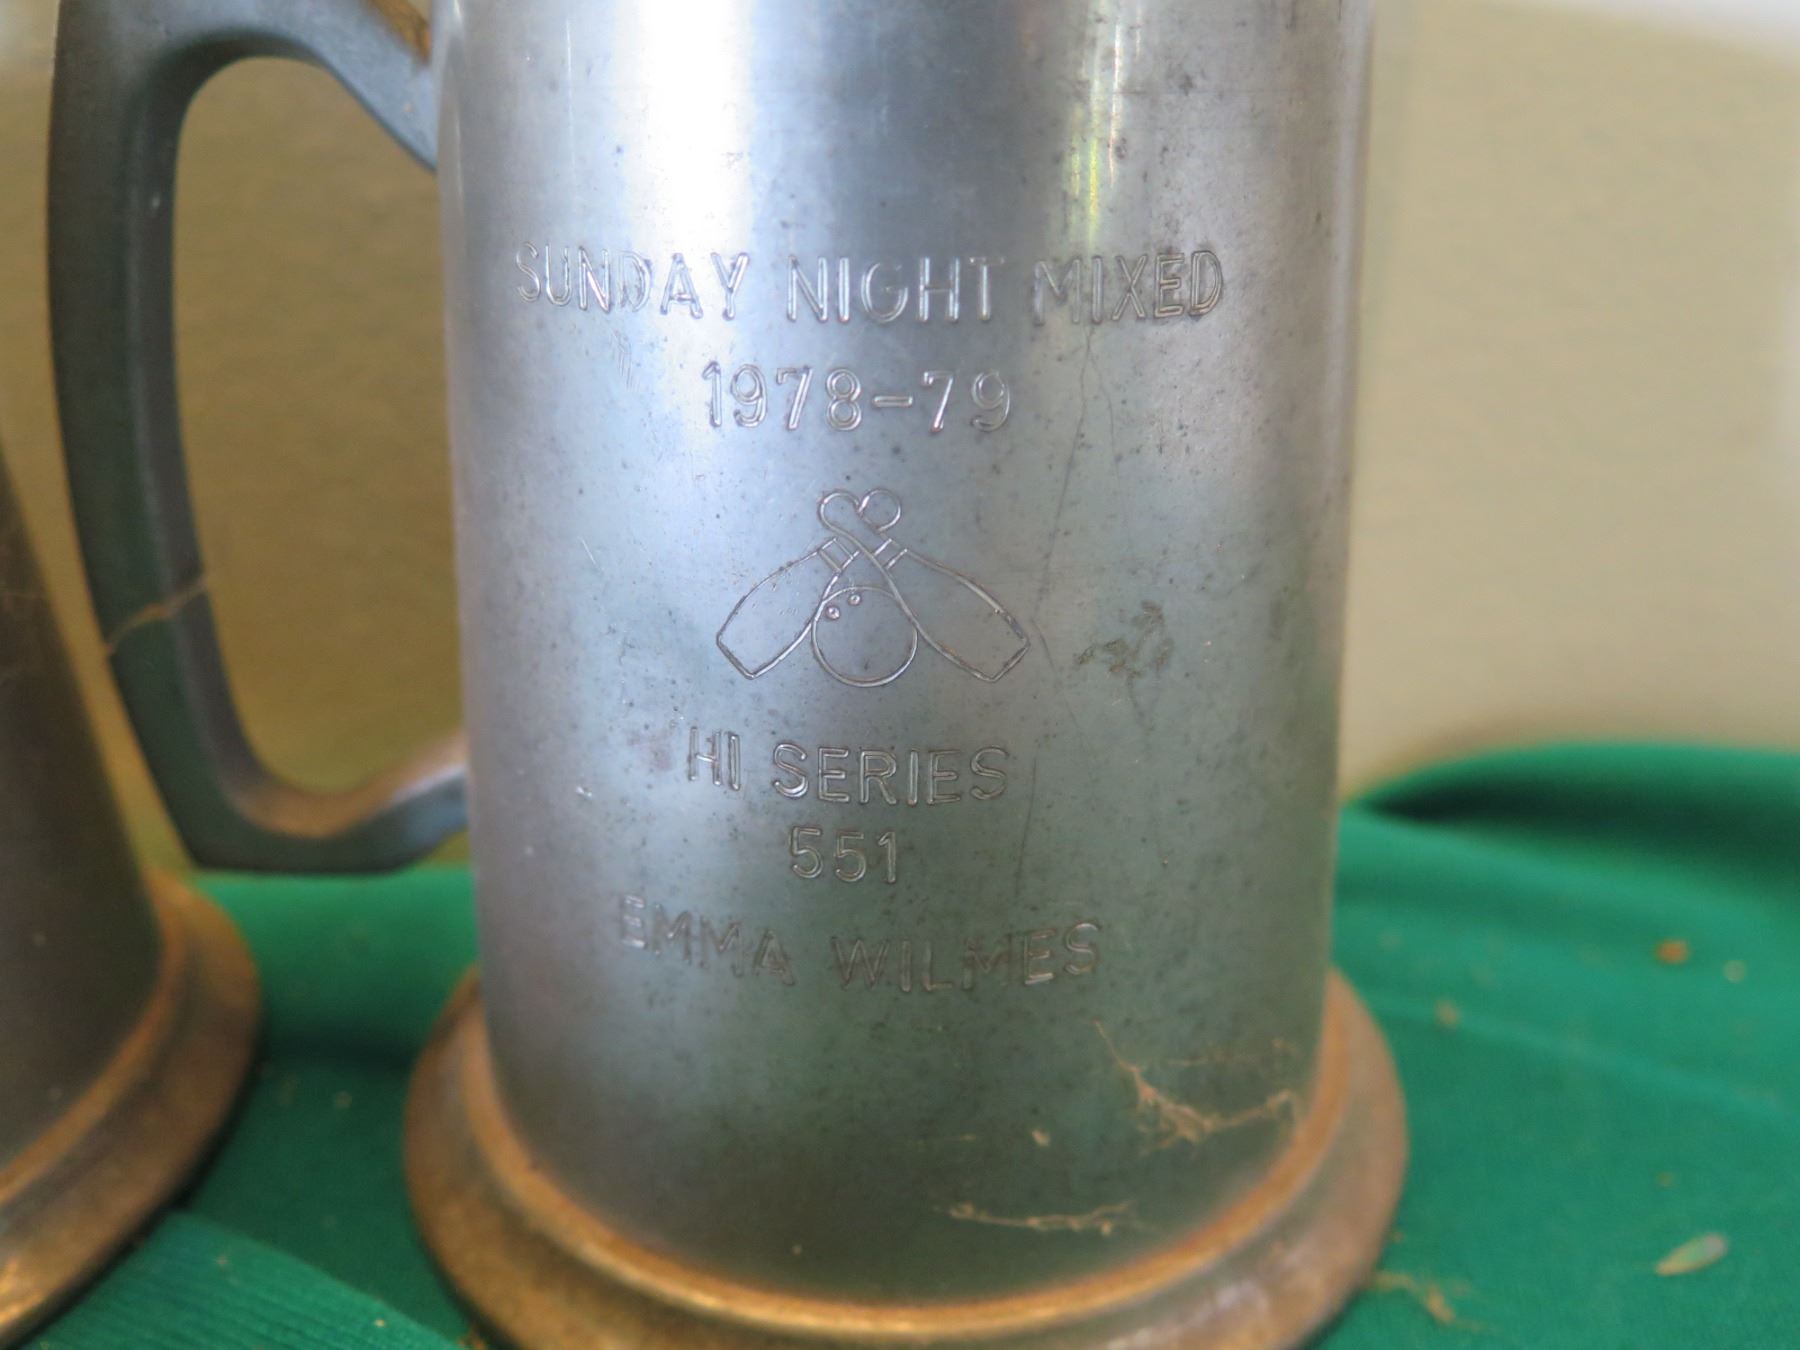 SUNDAY NIGHT MIXED
1978-79
HI SERIES
551
EMMA WILMES